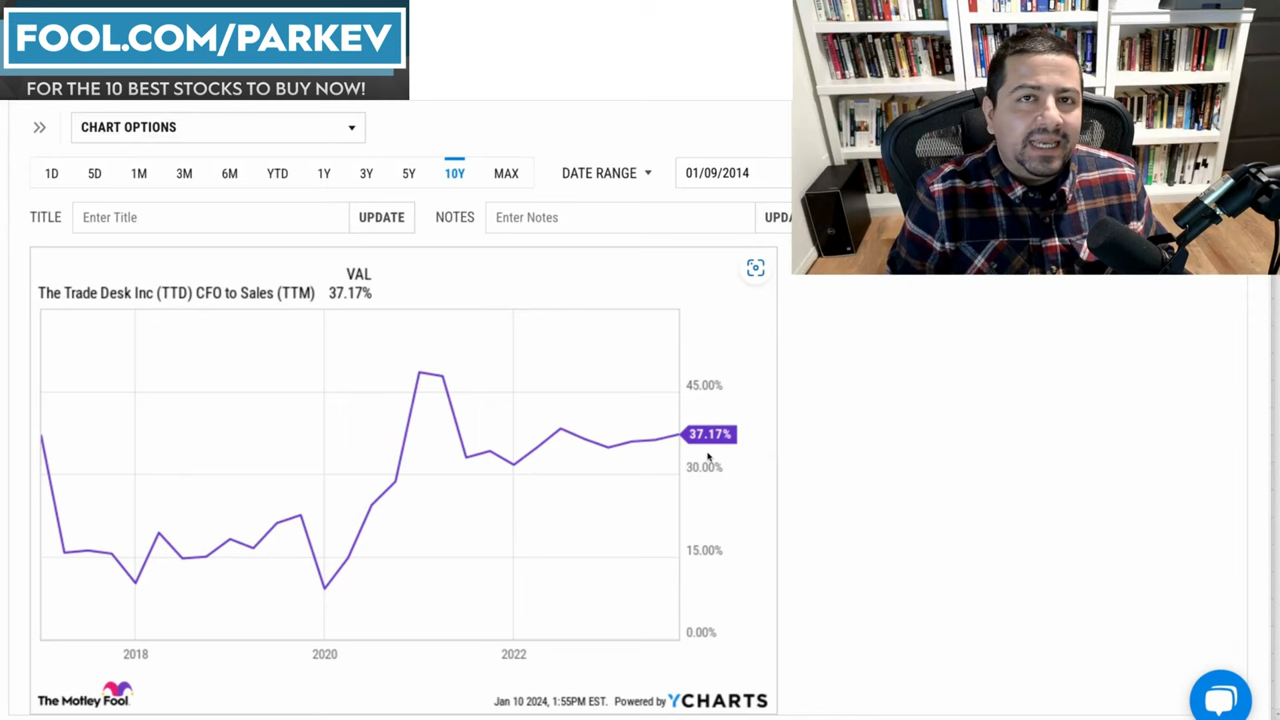 FOOL.COM/PARKEV
FOR THE 10 BEST STOCKS TO BUY NOW!
CHART OPTIONS
1D 5D 1M 3M 6M YTD 1Y 3Y 5Y 10Y MAX DATE RANGE 01/09/2014
TITLE Enter Title UPDATE NOTES Enter Notes UPDA
VAL
The Trade Desk Inc (TTD) CFO to Sales (TTM) 37.17%
45.00%
37.17%
30.00%
15.00%
0.00%
2018 2020 2022
The Motley Fool
Jan 10 2024, 1:55PM EST. Powered by YCHARTS